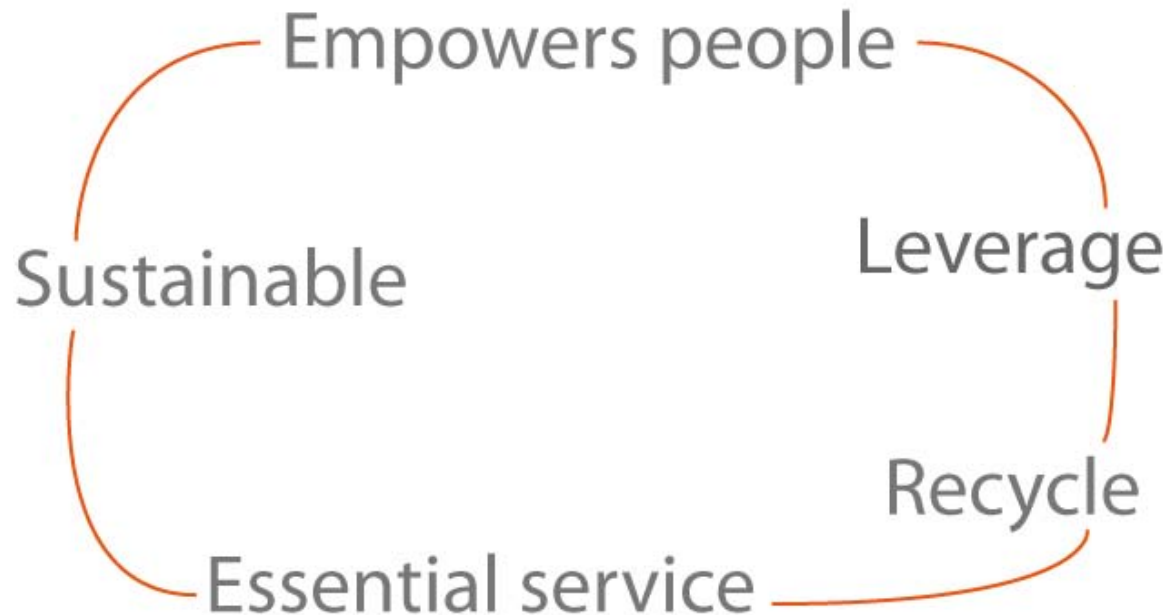 Empowers people
Leverage
Sustainable
Recycle
Essential service